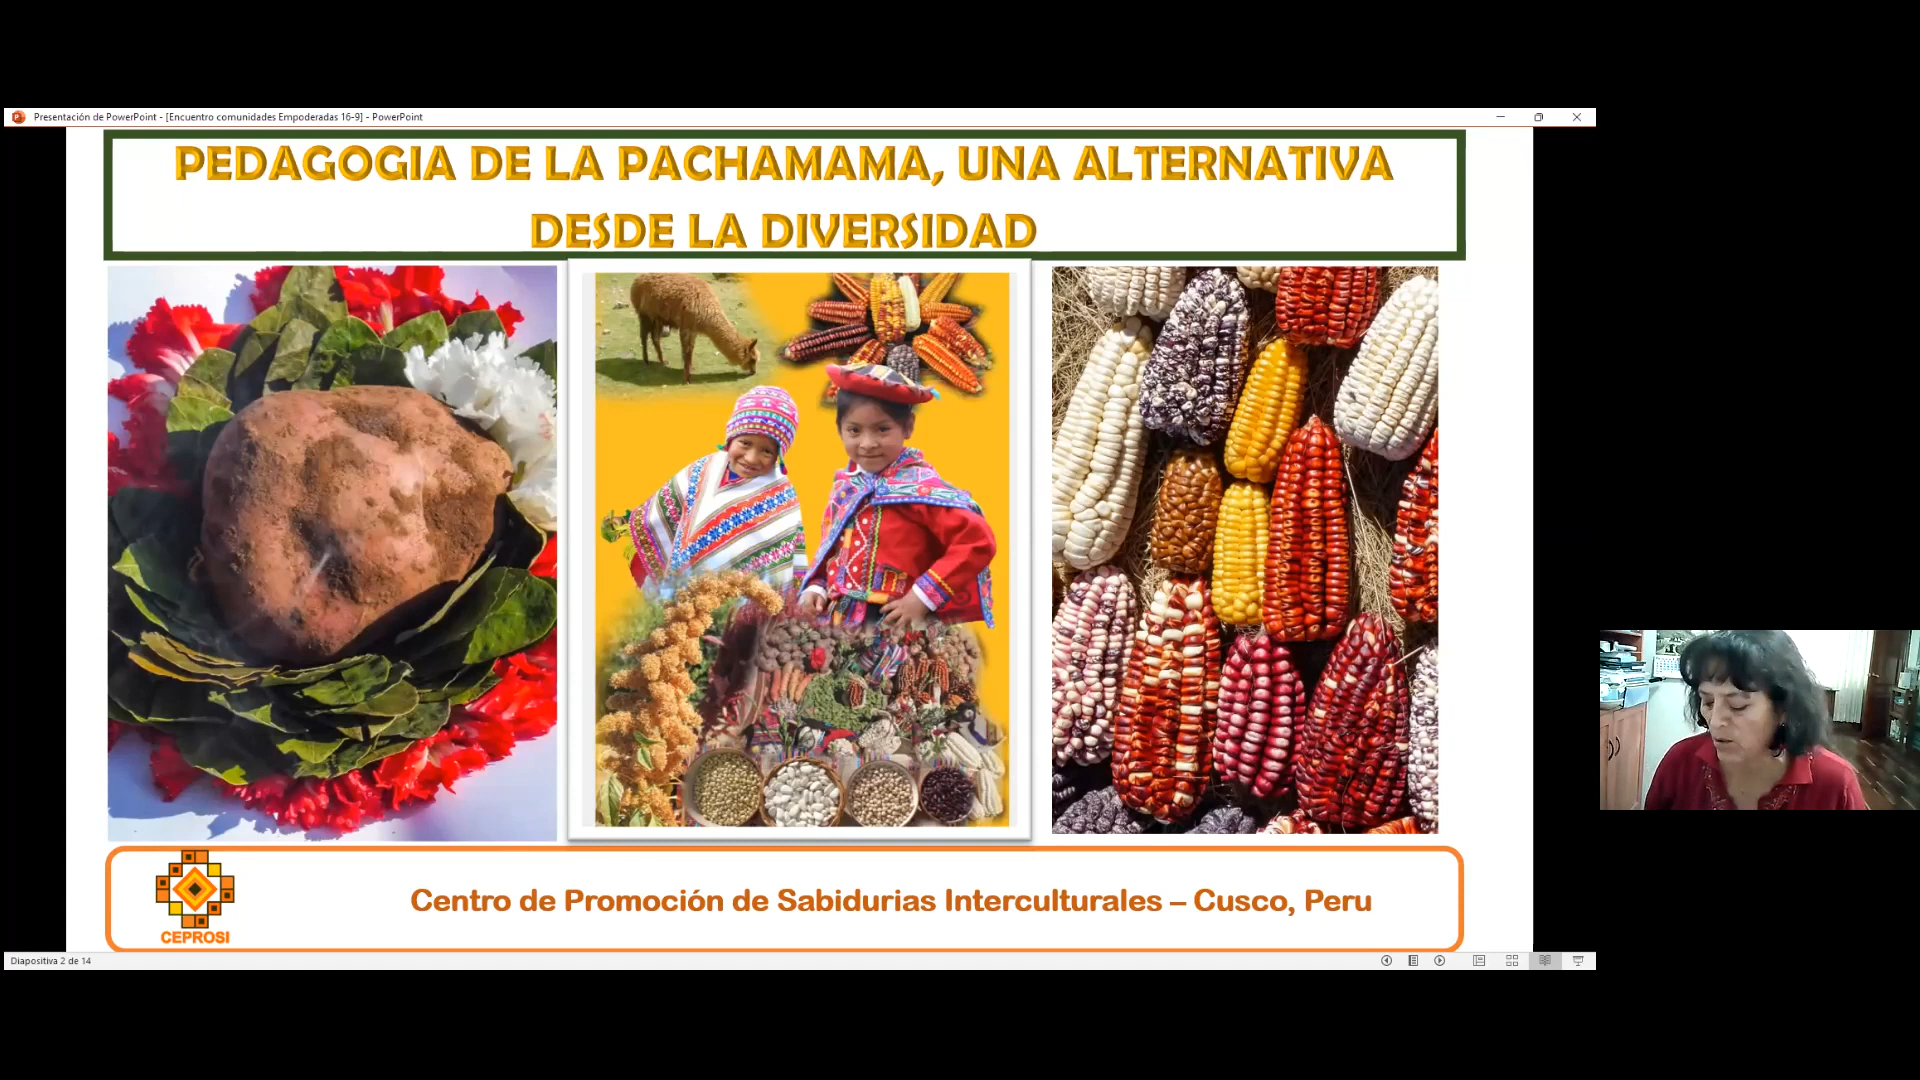 Presentación de PowerPoint - [Encuentro comunidades Empoderadas 16-9] - PowerPoint
PEDAGOGIA DE LA PACHAMAMA, UNA ALTERNATIVA
DESDE LA DIVERSIDAD
CEPROSI
Centro de Promoción de Sabidurias Interculturales – Cusco, Peru
Diapositiva 2 de 14